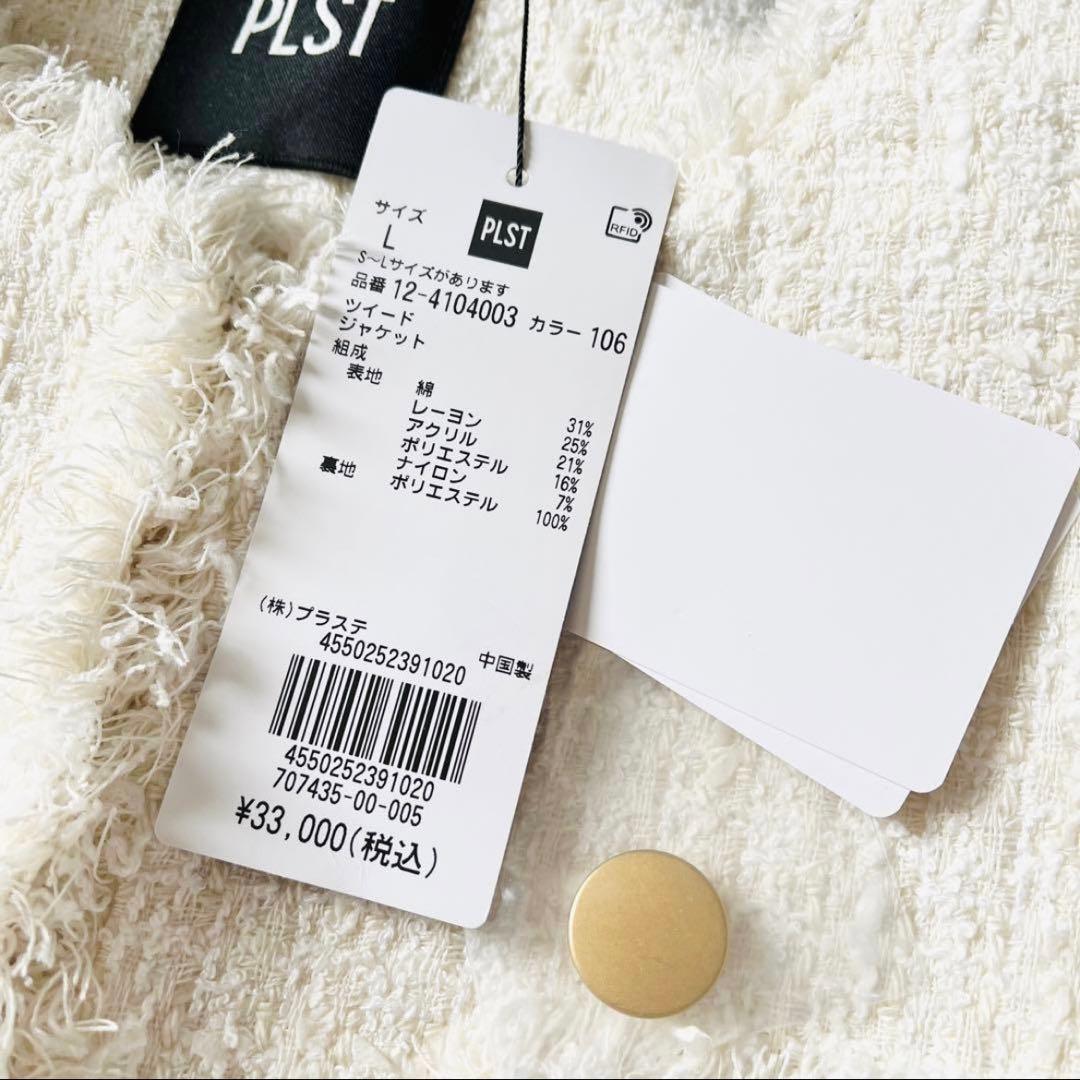 PLST
PLST
RFID
サイズ
L
S～Lサイズがあります
品番 12-4104003 カラー 106
ツイード
ジャケット
組成
表地 綿 31%
レーヨン 25%
アクリル 21%
ポリエステル 16%
ナイロン 7%
裏地 ポリエステル 100%
(株)プラステ
4550252391020 中国製
4550252391020
707435-00-005
¥33,000(税込)